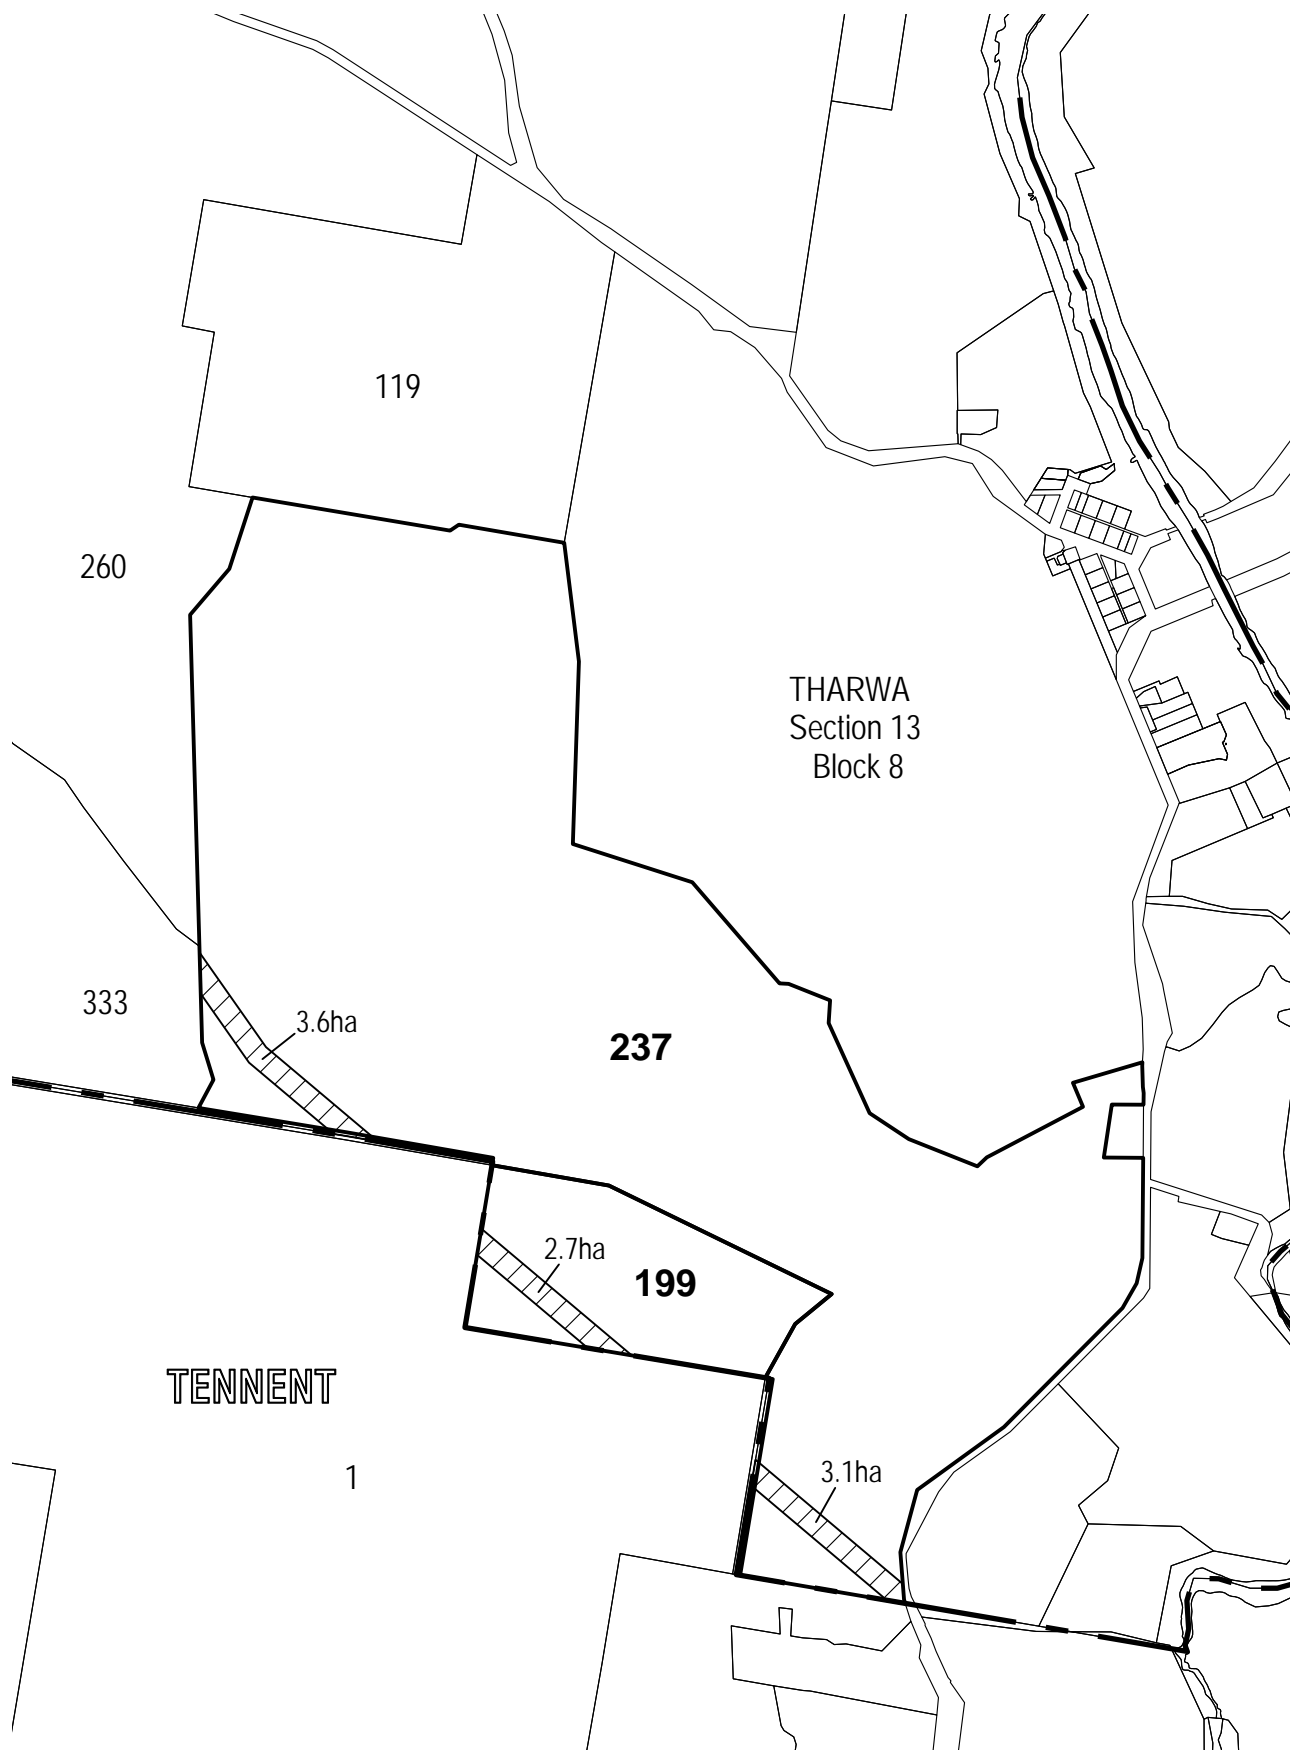 119
260
THARWA
Section 13
Block 8
333
3.6ha
237
2.7ha
199
TENNENT
1
3.1ha